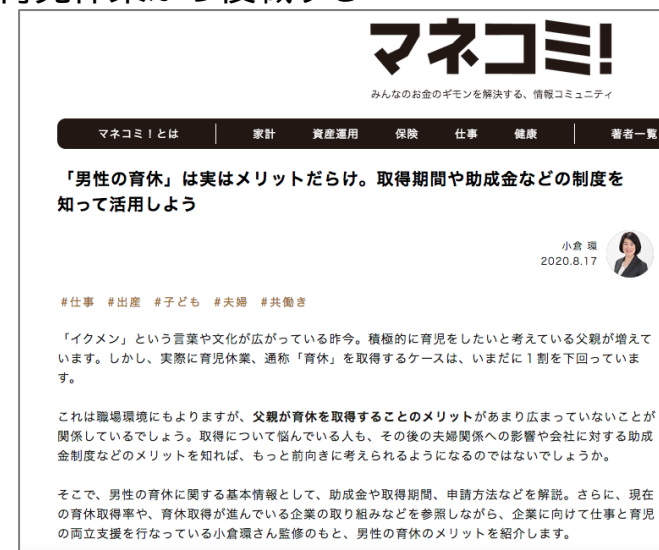 マネコミ!
みんなのお金のギモンを解決する、情報コミュニティ
マネコミ!とは 家計 資産運用 保険 仕事 健康 著者一覧
「男性の育休」は実はメリットだらけ。取得期間や助成金などの制度を
知って活用しよう
小倉 環
2020.8.17
#仕事 #出産 #子ども #夫婦 #共働き
「イクメン」という言葉や文化が広がっている昨今。積極的に育児をしたいと考えている父親が増えて
います。しかし、実際に育児休業、通称「育休」を取得するケースは、いまだに1割を下回っていま
す。
これは職場環境にもよりますが、父親が育休を取得することのメリットがあまり広まっていないことが
関係しているでしょう。取得について悩んでいる人も、その後の夫婦関係への影響や会社に対する助成
金制度などのメリットを知れば、もっと前向きに考えられるようになるのではないでしょうか。
そこで、男性の育休に関する基本情報として、助成金や取得期間、申請方法などを解説。さらに、現在
の育休取得率や、育休取得が進んでいる企業の取り組みなどを参照しながら、企業に向けて仕事と育児
の両立支援を行なっている小倉環さん監修のもと、男性の育休のメリットを紹介します。